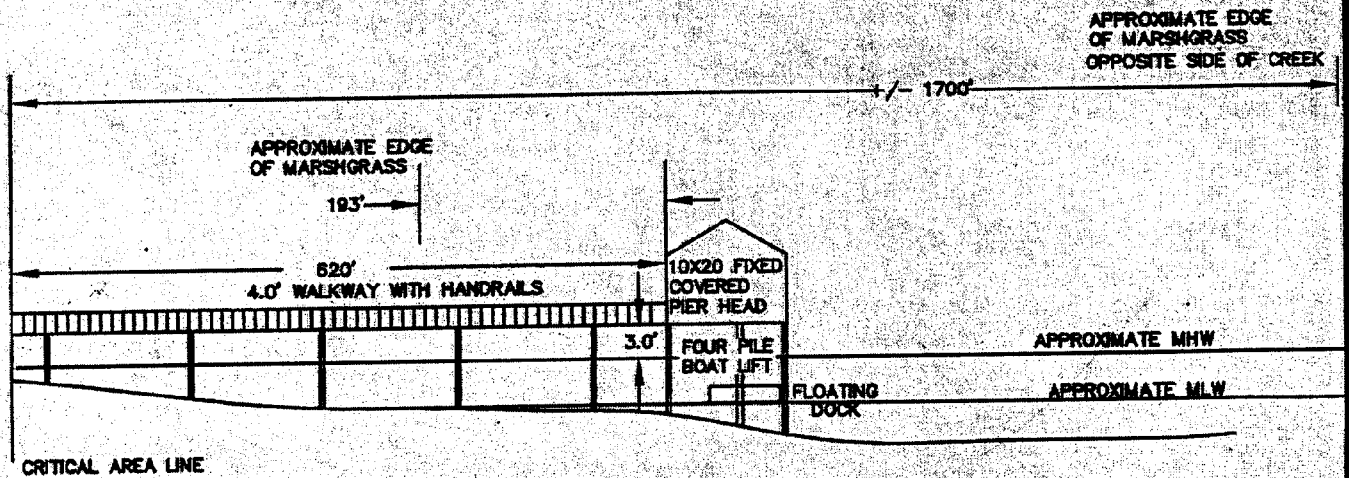 APPROXIMATE EDGE
OF MARSHGRASS
OPPOSITE SIDE OF CREEK
+/- 1700'
APPROXIMATE EDGE
OF MARSHGRASS
193'
620'
4.0' WALKWAY WITH HANDRAILS
10X20 FIXED
COVERED
PIER HEAD
3.0'
FOUR PILE
BOAT LIFT
APPROXIMATE MHW
FLOATING
DOCK
APPROXIMATE MLW
CRITICAL AREA LINE